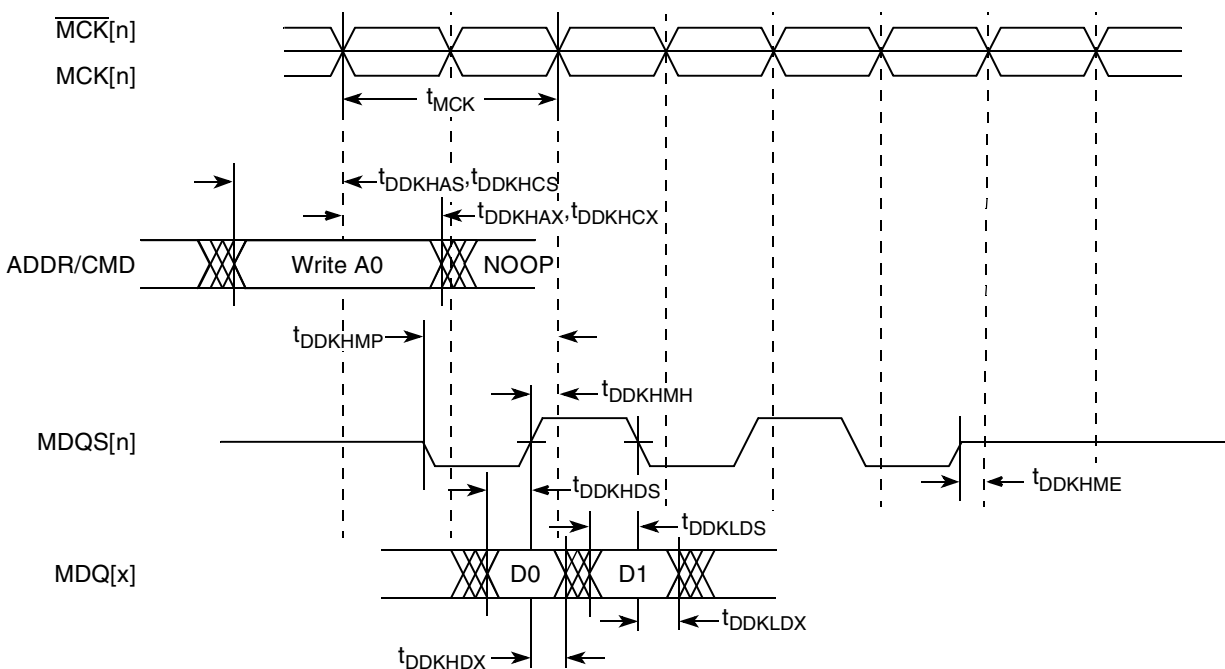 MCK[n]
MCK[n]
tMCK
tDDKHAS,tDDKHCS
tDDKHAX,tDDKHCX
ADDR/CMD
Write A0
NOOP
tDDKHMP
tDDKHMH
MDQS[n]
tDDKHDS
tDDKHME
tDDKLDS
MDQ[x]
D0
D1
tDDKLDX
tDDKHDX